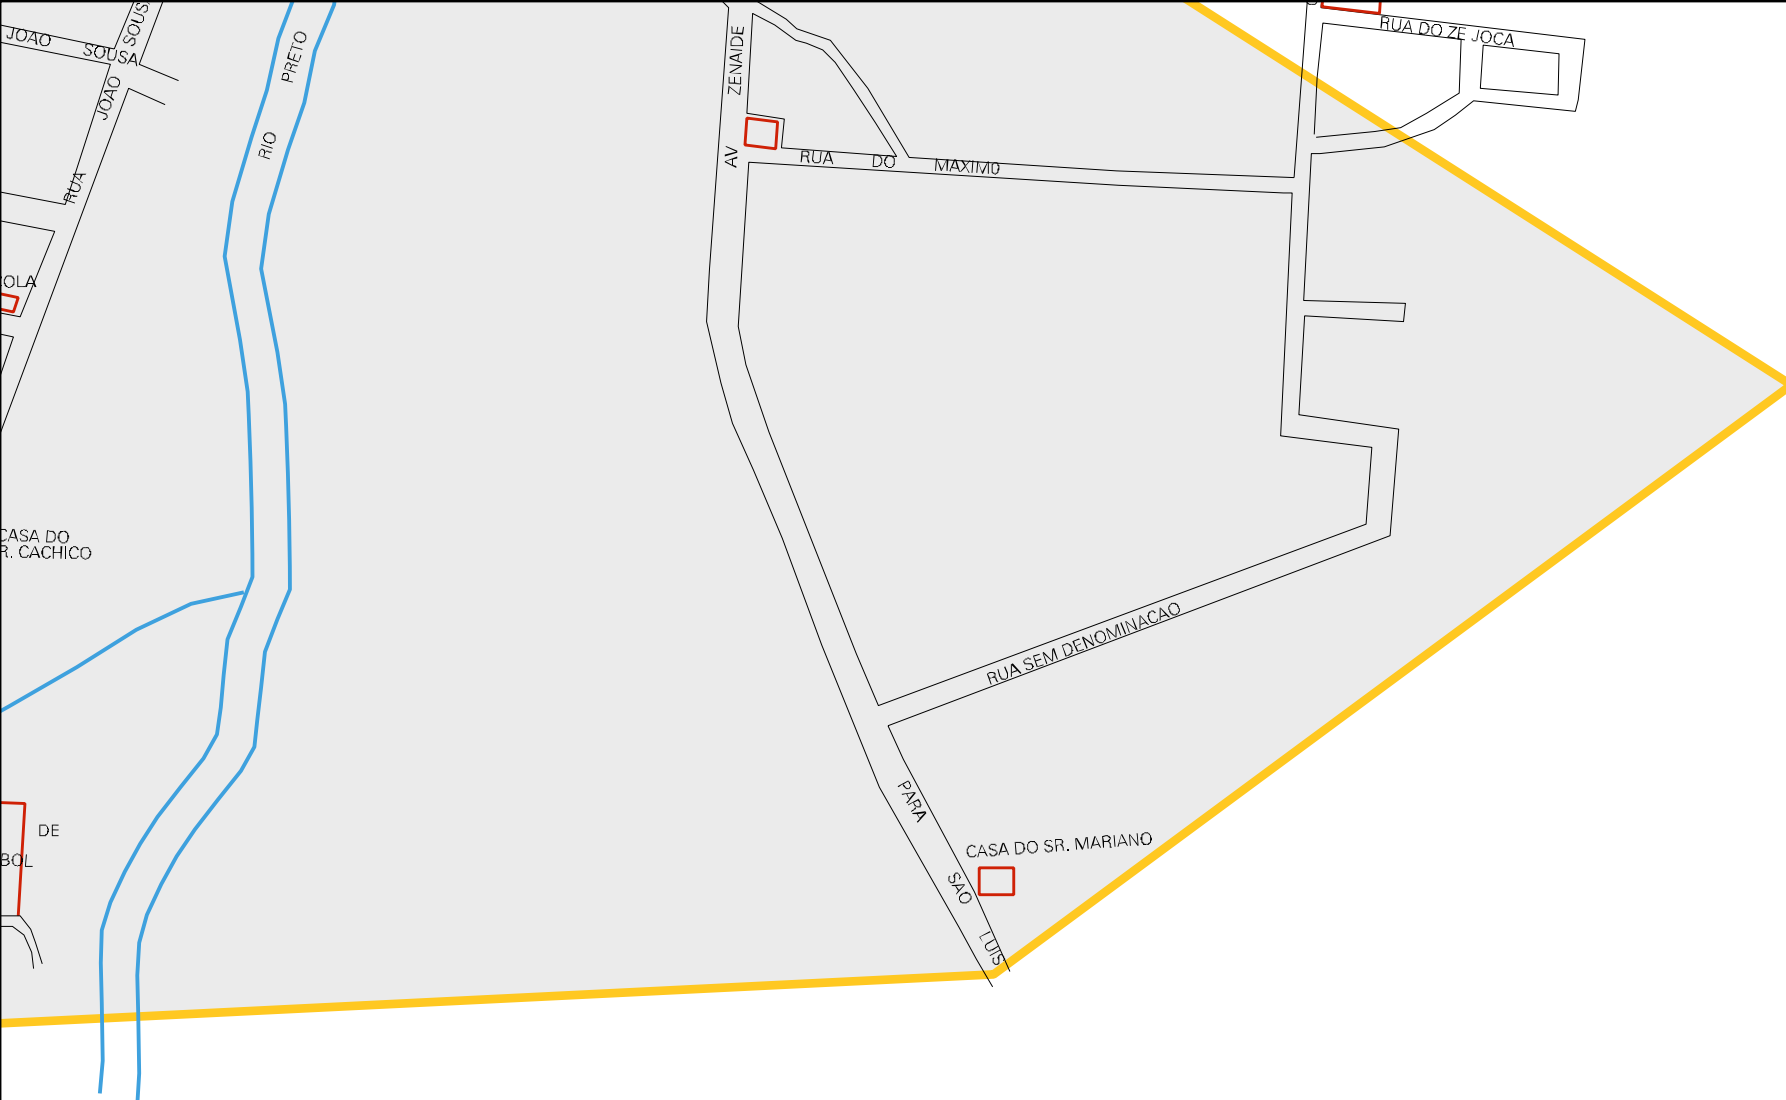 JOAO SOUSA
SOUSA
RUA JOAO
RIO PRETO
AV ZENAIDE
RUA DO MAXIMO
RUA DO ZE JOCA
OLA
CASA DO
R. CACHICO
RUA SEM DENOMINACAO
PARA SAO LUIS
CASA DO SR. MARIANO
DE
BOL